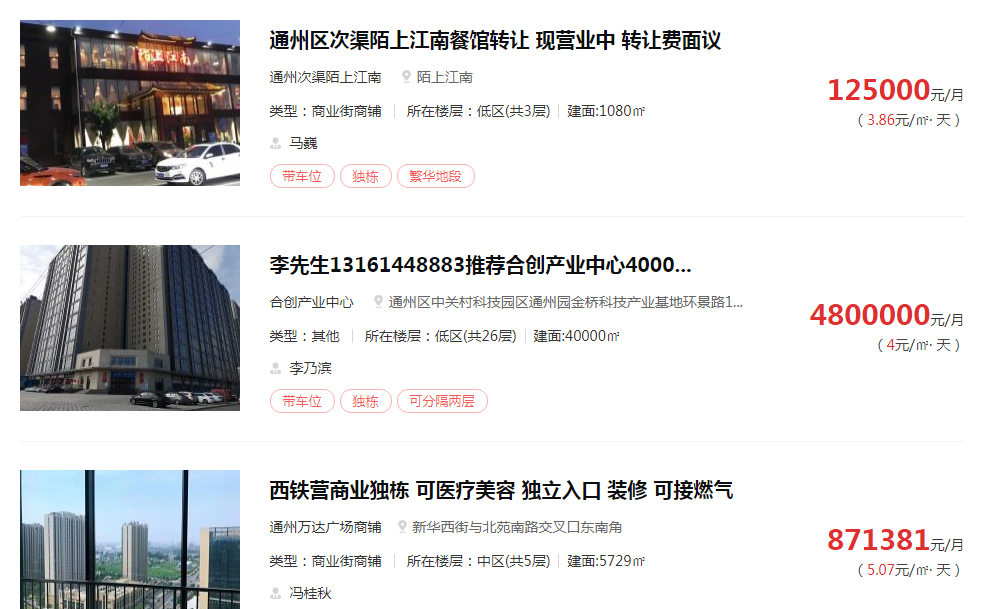 通州区次渠陌上江南餐馆转让 现营业中 转让费面议
通州次渠陌上江南 陌上江南
类型：商业街商铺 所在楼层：低区(共3层) 建面:1080㎡
马巍
带车位 独栋 繁华地段
125000元/月
( 3.86元/㎡· 天 )
陌上江南
李先生13161448883推荐合创产业中心4000...
合创产业中心 通州区中关村科技园区通州园金桥科技产业基地环景路1...
类型：其他 所在楼层：低区(共26层) 建面:40000㎡
李乃滨
带车位 独栋 可分隔两层
4800000元/月
( 4元/㎡· 天 )
西铁营商业独栋 可医疗美容 独立入口 装修 可接燃气
通州万达广场商铺 新华西街与北苑南路交叉口东南角
类型：商业街商铺 所在楼层：中区(共5层) 建面:5729㎡
冯桂秋
871381元/月
( 5.07元/㎡· 天 )